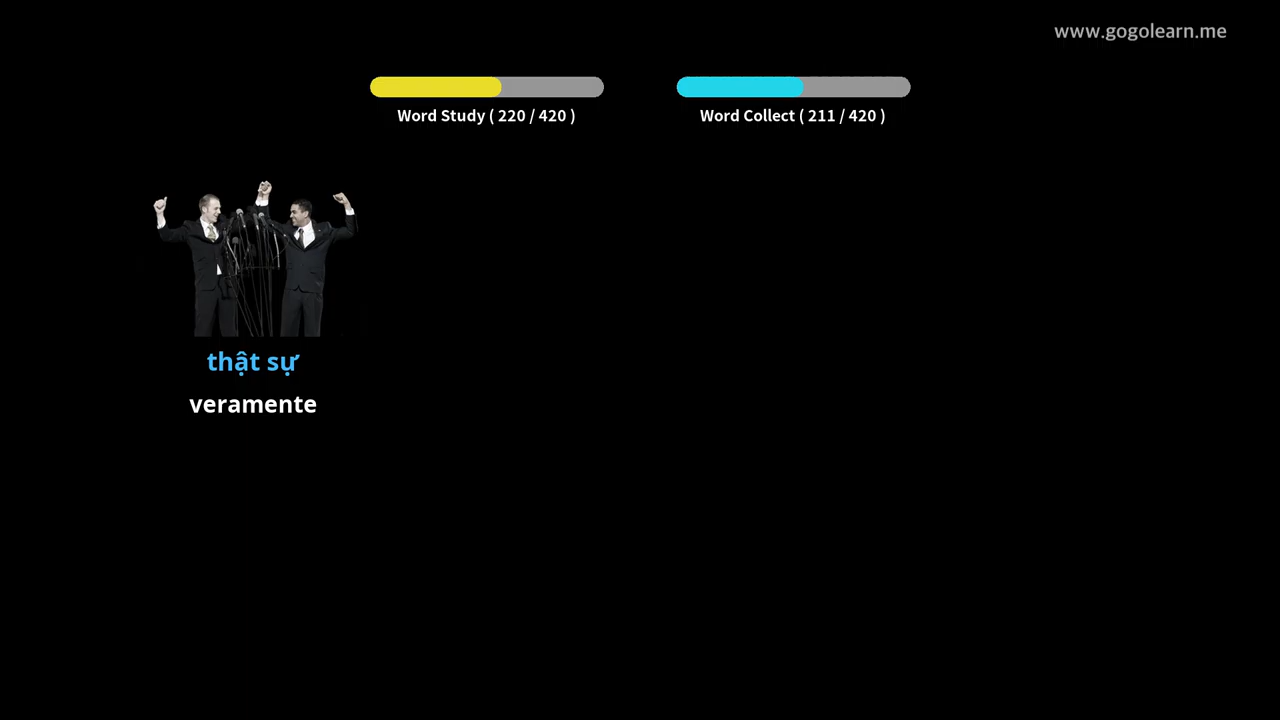 www.gogolearn.me
Word Study ( 220 / 420 )
Word Collect ( 211 / 420 )
thật sự
veramente